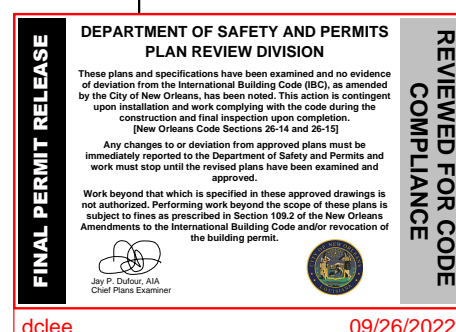 FINAL PERMIT RELEASE
DEPARTMENT OF SAFETY AND PERMITS
PLAN REVIEW DIVISION
These plans and specifications have been examined and no evidence
of deviation from the International Building Code (IBC), as amended
by the City of New Orleans, has been noted. This action is contingent
upon installation and work complying with the code during the
construction and final inspection upon completion.
[New Orleans Code Sections 26-14 and 26-15]
Any changes to or deviation from approved plans must be
immediately reported to the Department of Safety and Permits and
work must stop until the revised plans have been examined and
approved.
Work beyond that which is specified in these approved drawings is
not authorized. Performing work beyond the scope of these plans is
subject to fines as prescribed in Section 109.2 of the New Orleans
Amendments to the International Building Code and/or revocation of
the building permit.
Jay P. Dufour, AIA
Chief Plans Examiner
CITY OF NEW ORLEANS
LOUISIANA
REVIEWED FOR CODE
COMPLIANCE
dclee
09/26/2022